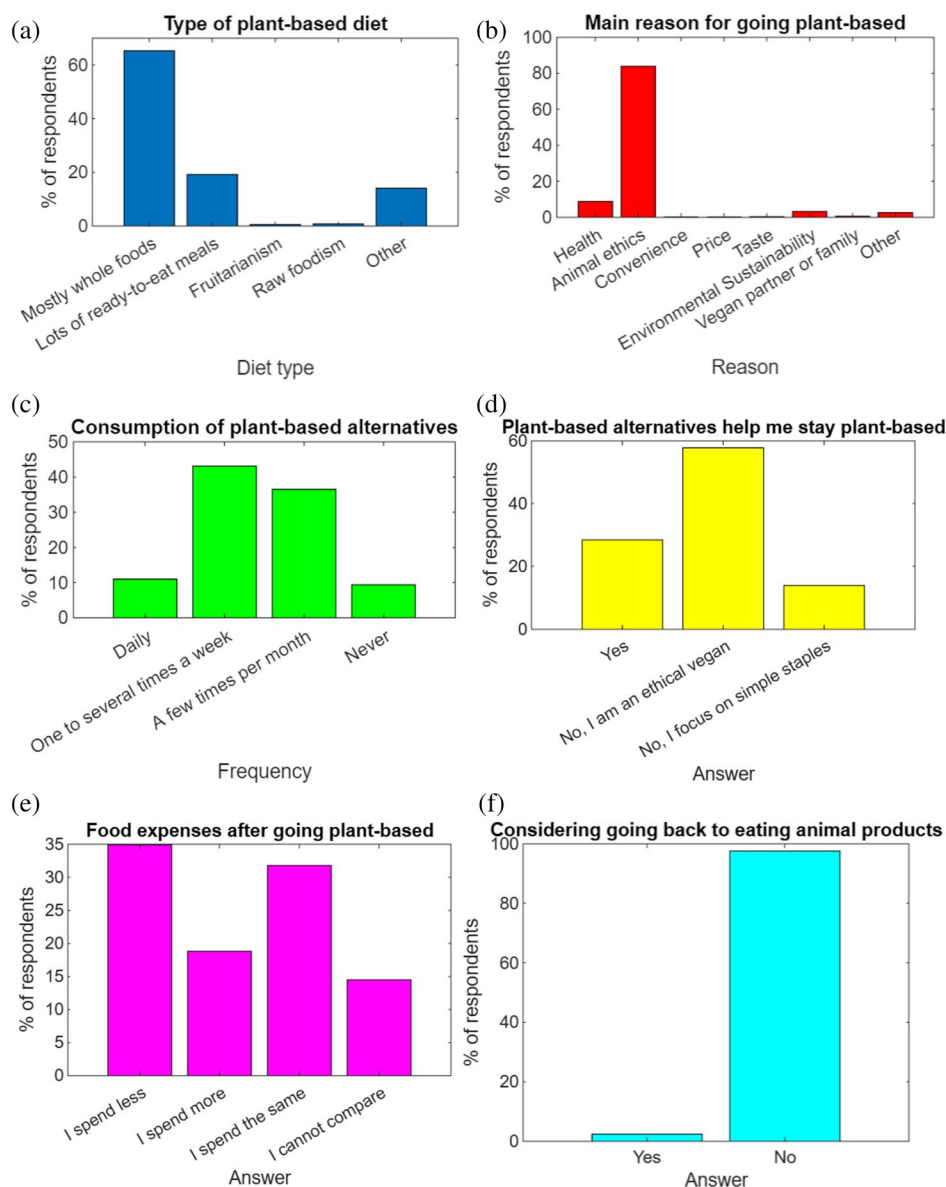 (a)
Type of plant-based diet
% of respondents
60
40
20
0
Mostly whole foods
Lots of ready-to-eat meals
Fruitarianism
Raw foodism
Other
Diet type
(b)
Main reason for going plant-based
% of respondents
100
80
60
40
20
0
Health
Animal ethics
Convenience
Price
Taste
Environmental Sustainability
Vegan partner or family
Other
Reason
(c)
Consumption of plant-based alternatives
% of respondents
50
40
30
20
10
0
Daily
One to several times a week
A few times per month
Never
Frequency
(d)
Plant-based alternatives help me stay plant-based
% of respondents
60
40
20
0
Yes
No, I am an ethical vegan
No, I focus on simple staples
Answer
(e)
Food expenses after going plant-based
% of respondents
35
30
25
20
15
10
5
0
I spend less
I spend more
I spend the same
I cannot compare
Answer
(f)
Considering going back to eating animal products
% of respondents
100
80
60
40
20
0
Yes
No
Answer